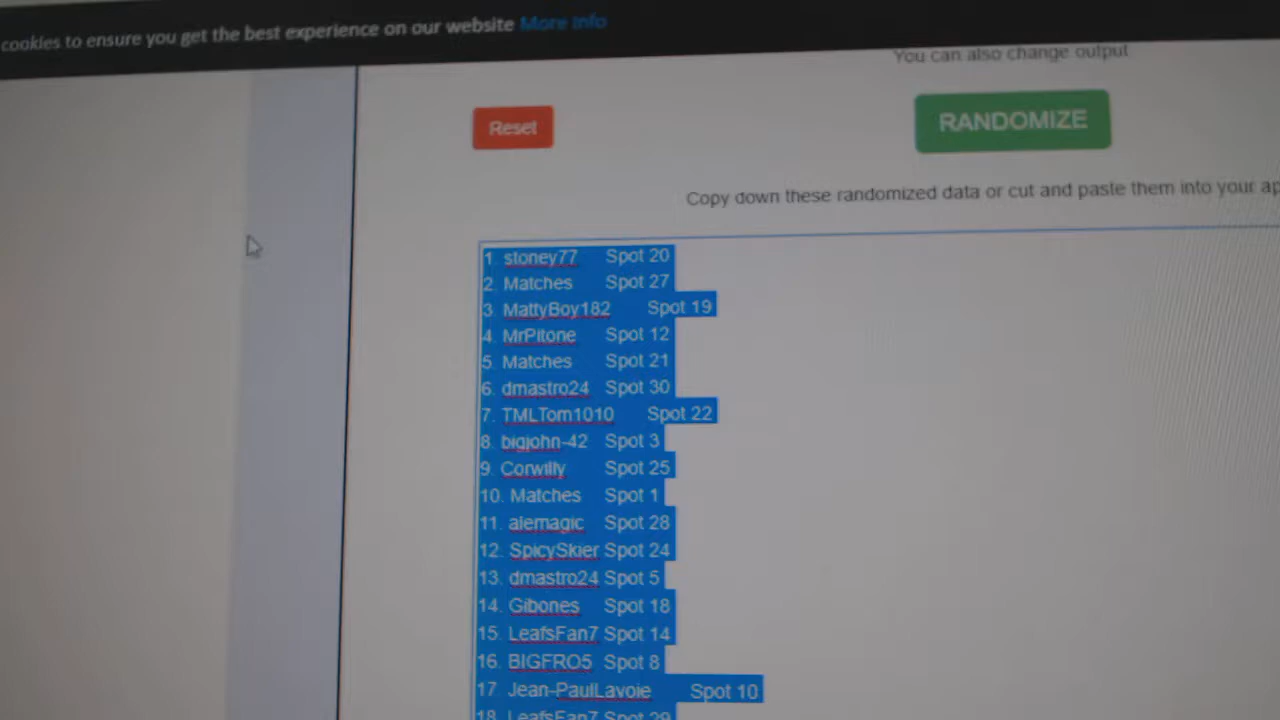 cookies to ensure you get the best experience on our website More info
You can also change output
Reset
RANDOMIZE
Copy down these randomized data or cut and paste them into your ap
1. stoney77 Spot 20
2. Matches Spot 27
3. MattyBoy182 Spot 19
4. MrPitone Spot 12
5. Matches Spot 21
6. dmastro24 Spot 30
7. TMLTom1010 Spot 22
8. bigjohn-42 Spot 3
9. Corwilly Spot 25
10. Matches Spot 1
11. alemagic Spot 28
12. SpicySkier Spot 24
13. dmastro24 Spot 5
14. Gibones Spot 18
15. LeafsFan7 Spot 14
16. BIGFRO5 Spot 8
17. Jean-PaulLavoie Spot 10
18. LeafsFan7 Spot 29